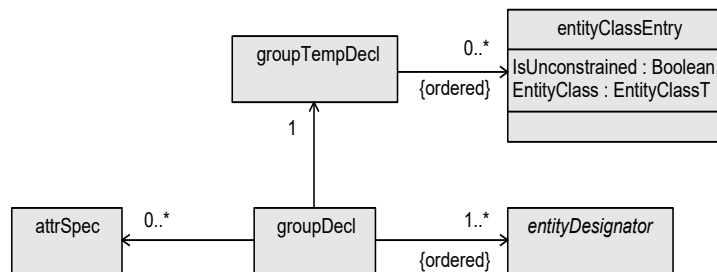 entityClassEntry
groupTempDecl
0..*
IsUnconstrained : Boolean
EntityClass : EntityClassT
{ordered}
1
attrSpec
0..*
groupDecl
1..*
entityDesignator
{ordered}